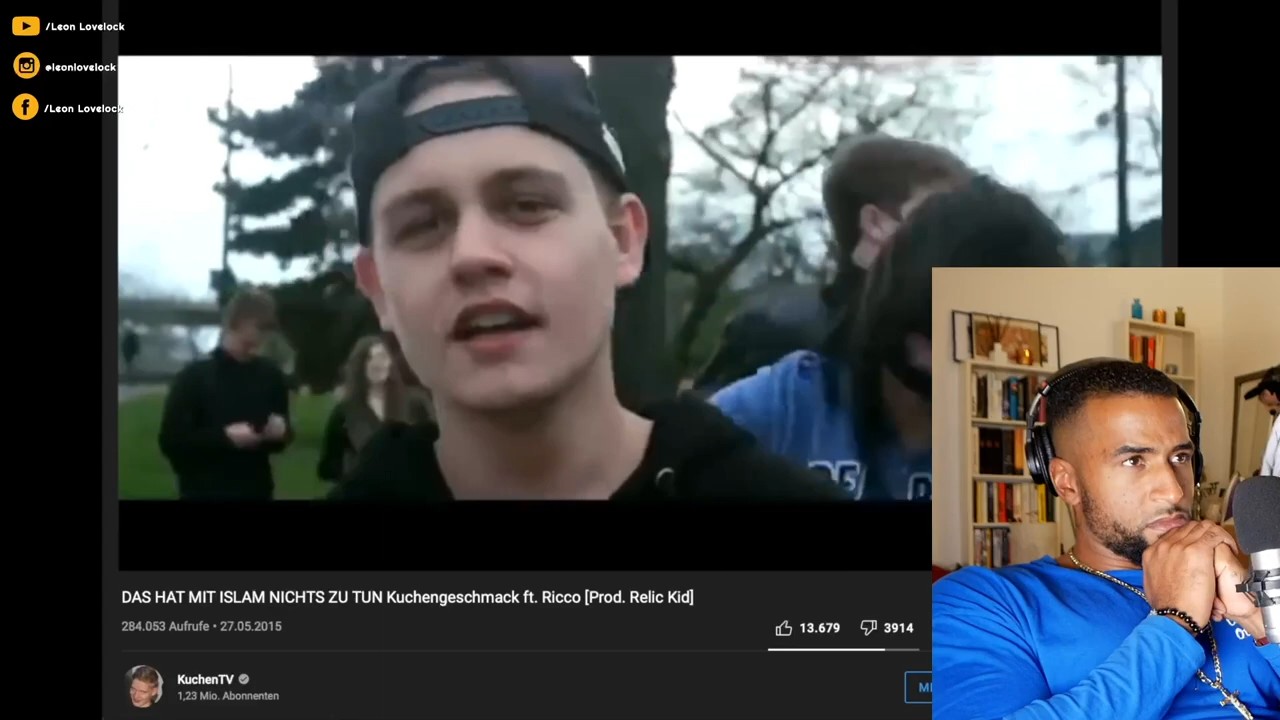 /Leon Lovelock
@leonlovelock
/Leon Lovelock
DAS HAT MIT ISLAM NICHTS ZU TUN Kuchengeschmack ft. Ricco [Prod. Relic Kid]
284.053 Aufrufe • 27.05.2015
13.679
3914
KuchenTV
1,23 Mio. Abonnenten